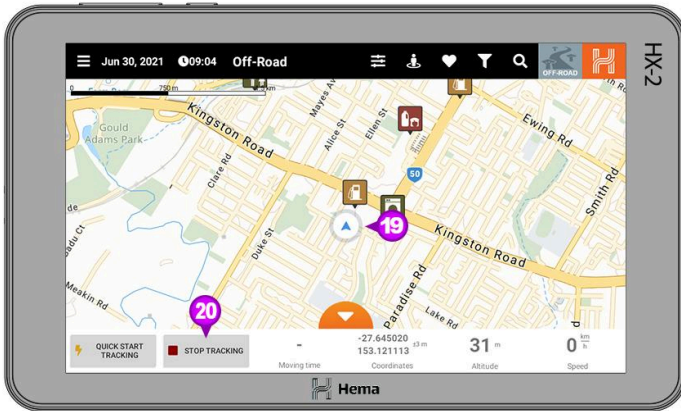 HX-2
Jun 30, 2021 09:04 Off-Road
OFF-ROAD
0 750 m
Mayes Av
Gould
Adams Park
Kingston Road
Alice St
Ellen St
Ewing Rd
Clare Rd
50
Smith Rd
19
Duke St
Kingston Road
Meakin Rd
Paradise Rd
Lake Rd
20
QUICK START
TRACKING
STOP TRACKING
-
Moving time
-27.645020
153.121113 ±3 m
Coordinates
31 m
Altitude
0 km/h
Speed
Hema